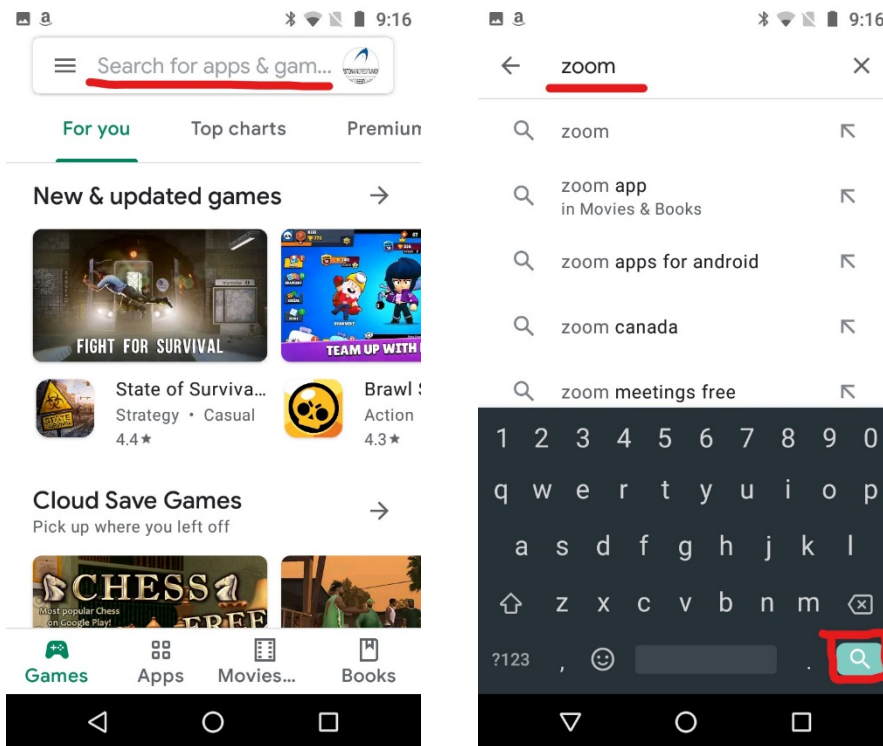 9:16
Search for apps & gam...
For you Top charts Premium
New & updated games
FIGHT FOR SURVIVAL
TEAM UP WITH
State of Surviva...
Strategy • Casual
4.4★
Brawl
Action
4.3★
Cloud Save Games
Pick up where you left off
CHESS
Most popular Chess
on Google Play!
FREE
Games Apps Movies... Books
9:16
zoom
zoom
zoom app
in Movies & Books
zoom apps for android
zoom canada
zoom meetings free
1 2 3 4 5 6 7 8 9 0
q w e r t y u i o p
a s d f g h j k l
z x c v b n m
?123 , .